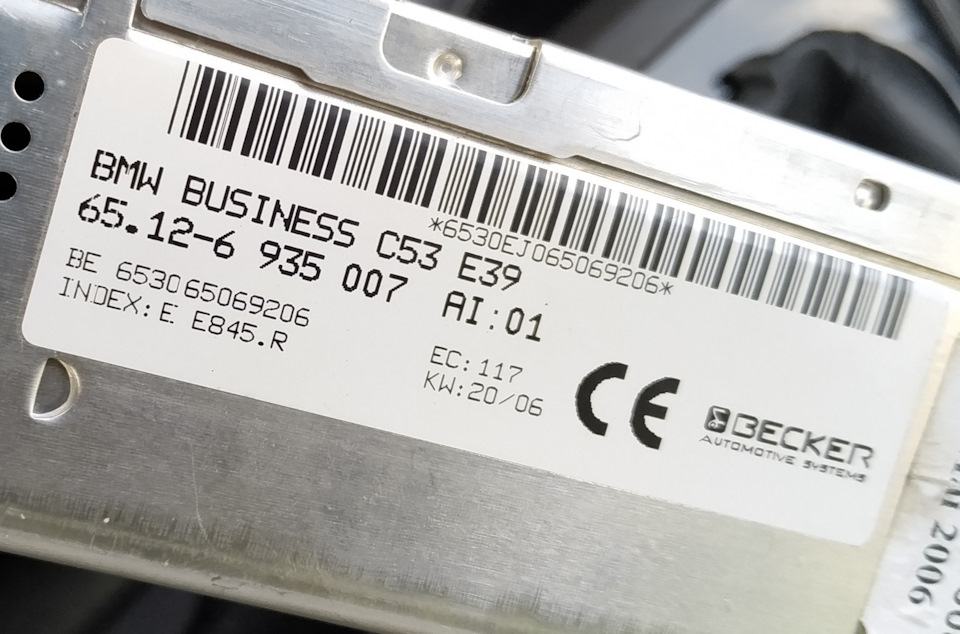 *6530EJ065069206*
BMW BUSINESS C53 E39
65.12-6 935 007 AI:01
BE 6530 65069206
INDEX: E E845.R
EC: 117
KW:20/06
CE
BECKER
AUTOMOTIVE SYSTEMS
2006